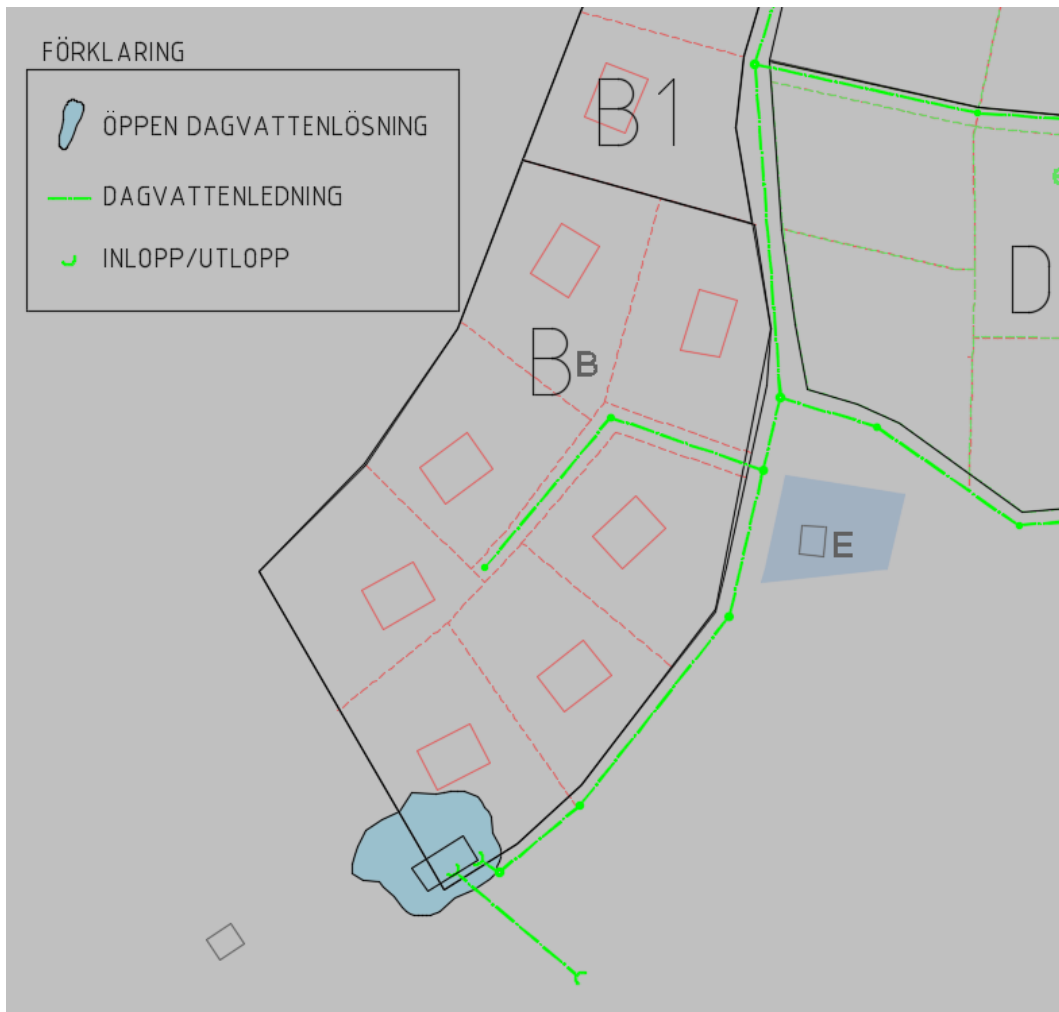 FÖRKLARING
ÖPPEN DAGVATTENLÖSNING
DAGVATTENLEDNING
INLOPP/UTLOPP
B1
D
BB
E